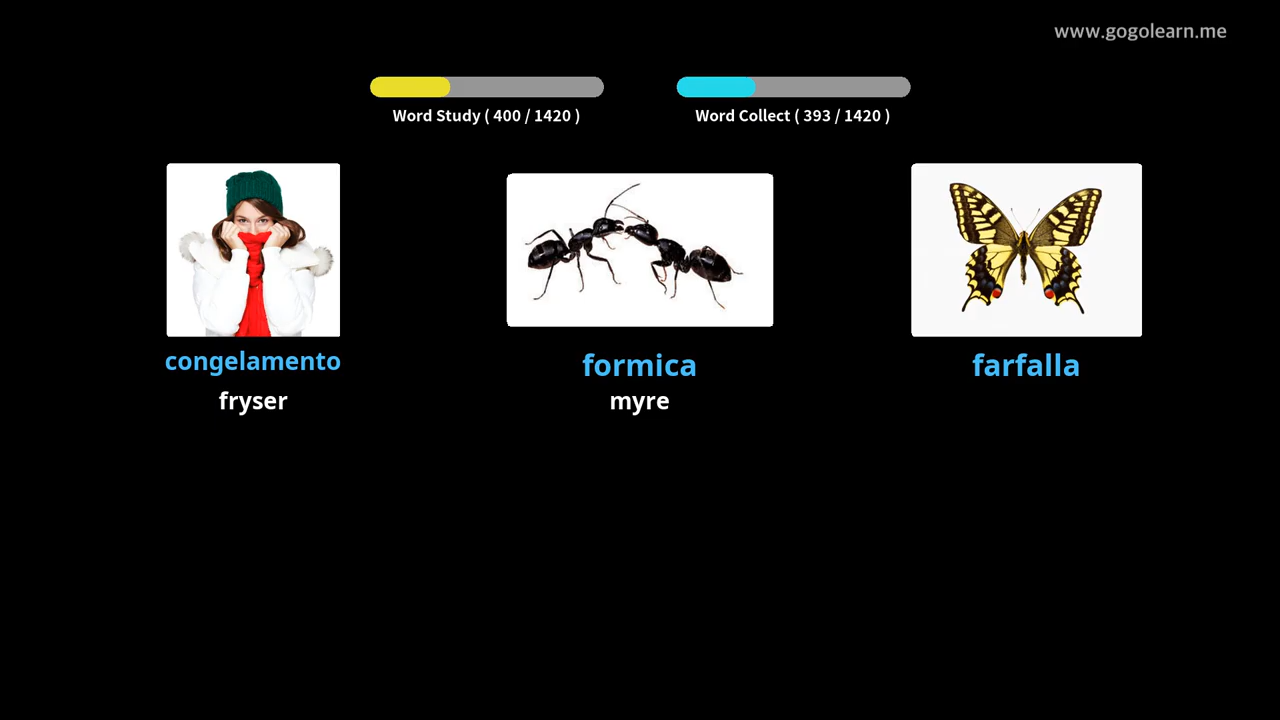 www.gogolearn.me
Word Study ( 400 / 1420 )
Word Collect ( 393 / 1420 )
congelamento
fryser
formica
myre
farfalla